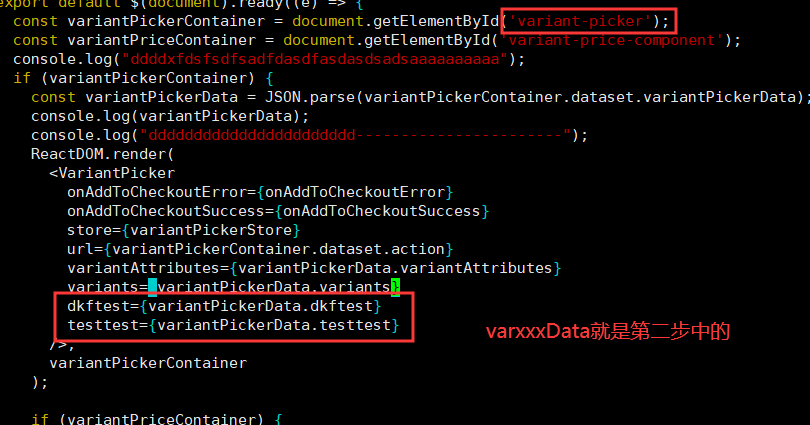 export default $(document).ready((e) => {
const variantPickerContainer = document.getElementById('variant-picker');
const variantPriceContainer = document.getElementById('variant-price-component');
console.log("ddddxfdsfsdfsadfdasdfasdasdsadsaaaaaaaaaa");
if (variantPickerContainer) {
const variantPickerData = JSON.parse(variantPickerContainer.dataset.variantPickerData);
console.log(variantPickerData);
console.log("ddddddddddddddddddddddd-----------------------");
ReactDOM.render(
<VariantPicker
onAddToCheckoutError={onAddToCheckoutError}
onAddToCheckoutSuccess={onAddToCheckoutSuccess}
store={variantPickerStore}
url={variantPickerContainer.dataset.action}
variantAttributes={variantPickerData.variantAttributes}
variants={variantPickerData.variants}
dkftest={variantPickerData.dkftest}
testtest={variantPickerData.testtest}
varxxxData就是第二步中的
/>,
variantPickerContainer
);
if (variantPriceContainer) {